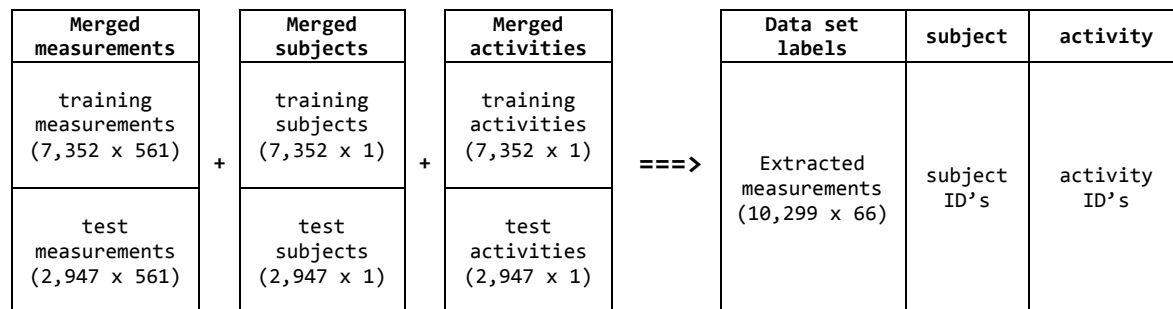 Merged
measurements
training
measurements
(7,352 x 561)
test
measurements
(2,947 x 561)
+
Merged
subjects
training
subjects
(7,352 x 1)
test
subjects
(2,947 x 1)
+
Merged
activities
training
activities
(7,352 x 1)
test
activities
(2,947 x 1)
===>
Data set
labels
subject
activity
Extracted
measurements
(10,299 x 66)
subject
ID’s
activity
ID’s